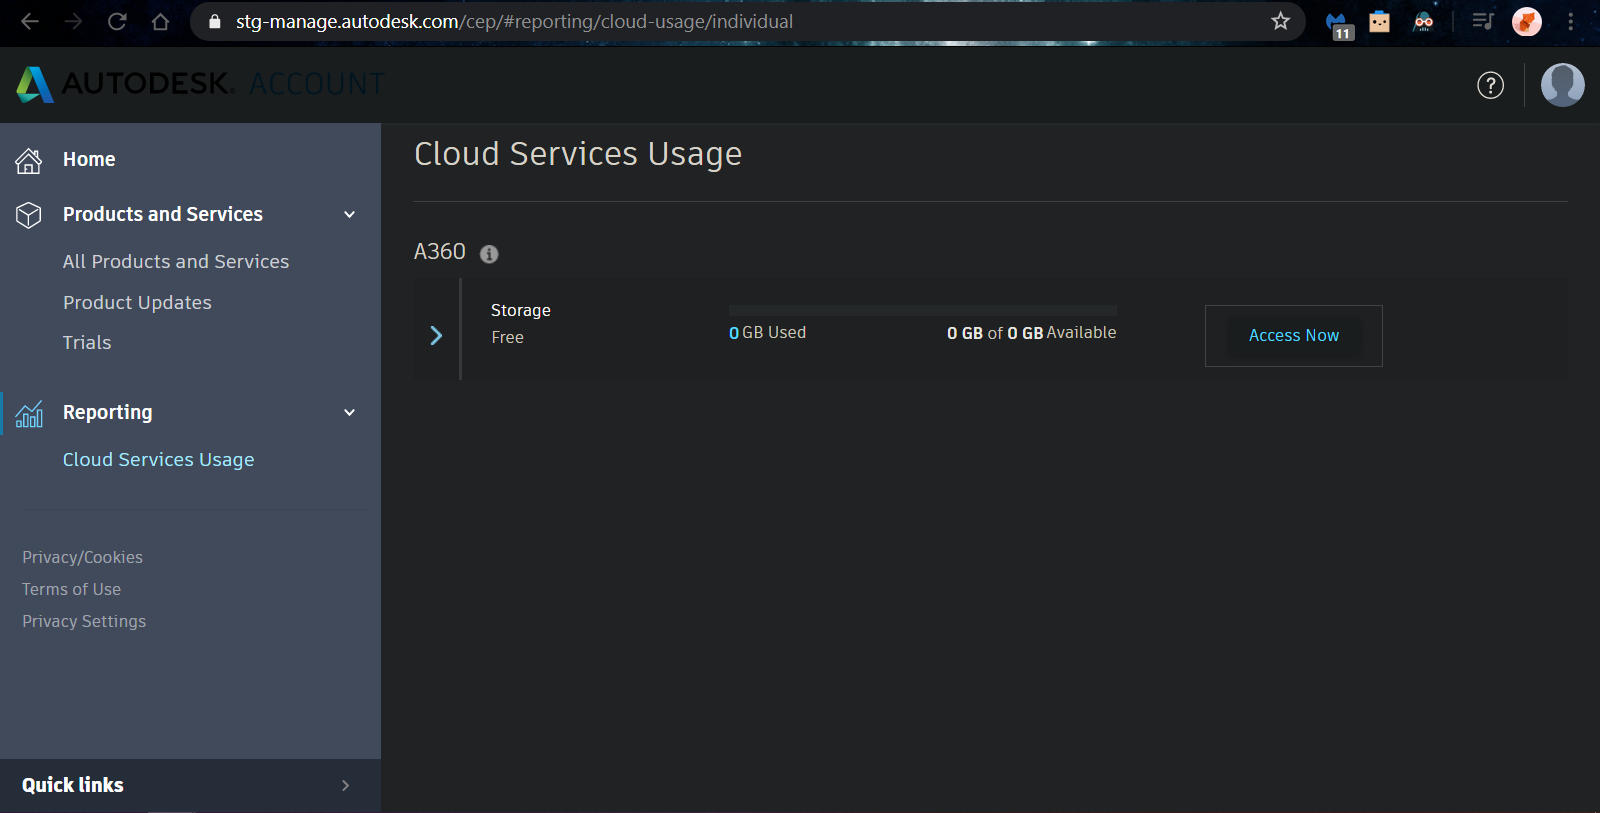 stg-manage.autodesk.com/cep/#reporting/cloud-usage/individual
11
AUTODESK. ACCOUNT
?
Home
Products and Services
All Products and Services
Product Updates
Trials
Reporting
Cloud Services Usage
Privacy/Cookies
Terms of Use
Privacy Settings
Quick links
Cloud Services Usage
A360
Storage
Free
0 GB Used
0 GB of 0 GB Available
Access Now